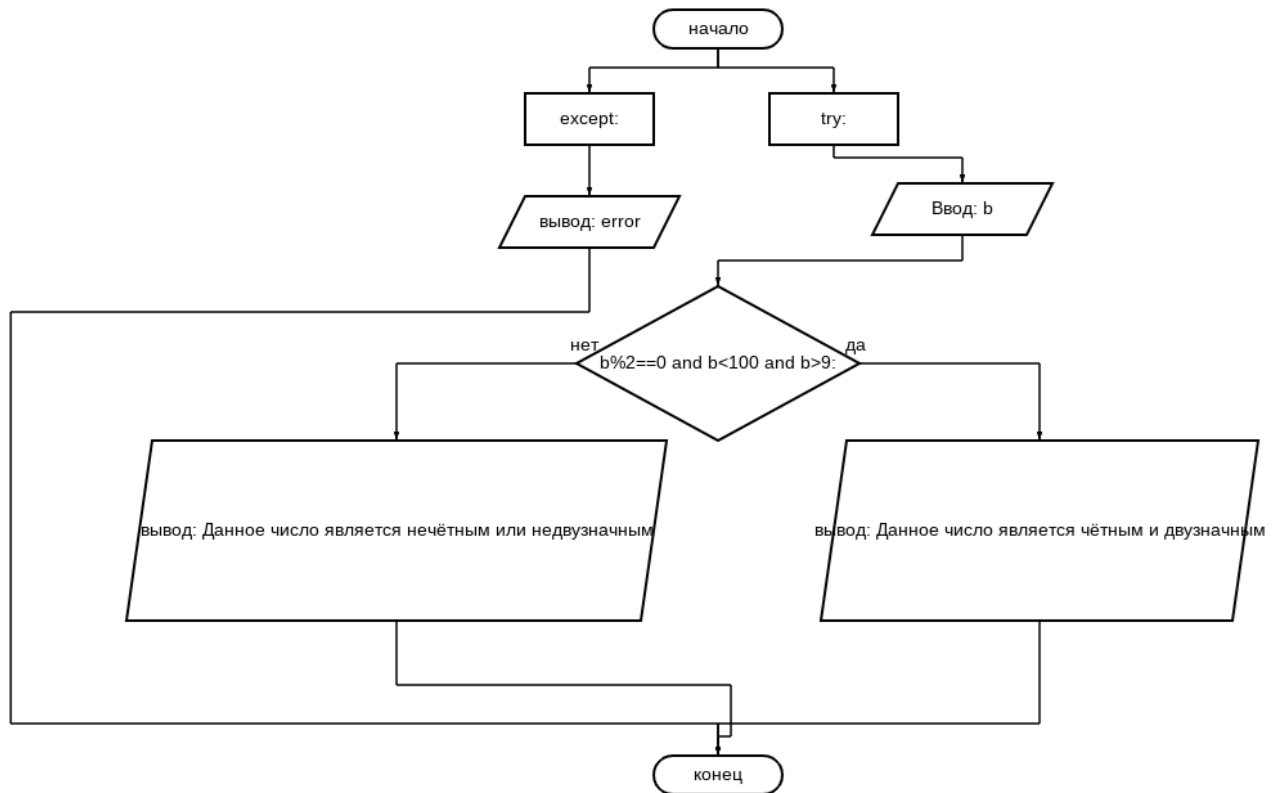 начало
except:
try:
вывод: error
Ввод: b
нет
да
b%2==0 and b<100 and b>9:
вывод: Данное число является нечётным или недвузначным
вывод: Данное число является чётным и двузначным
конец